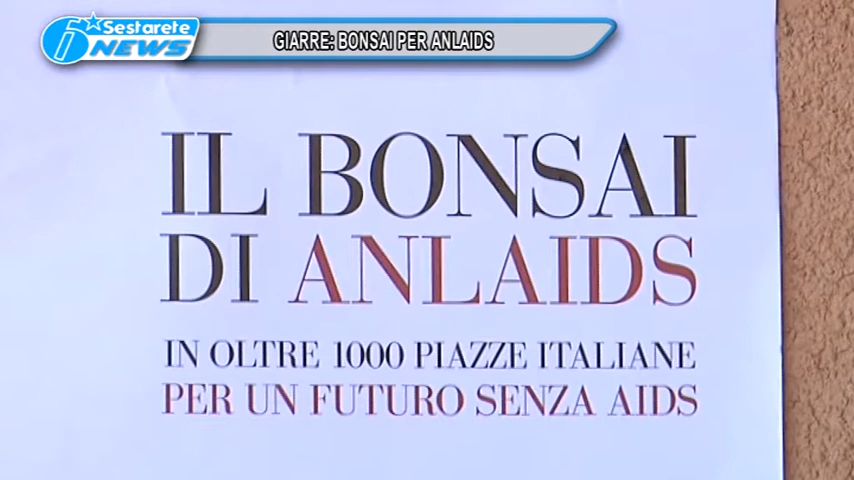 Sestarete
6 NEWS
GIARRE: BONSAI PER ANLAIDS
IL BONSAI
DI ANLAIDS
IN OLTRE 1000 PIAZZE ITALIANE
PER UN FUTURO SENZA AIDS